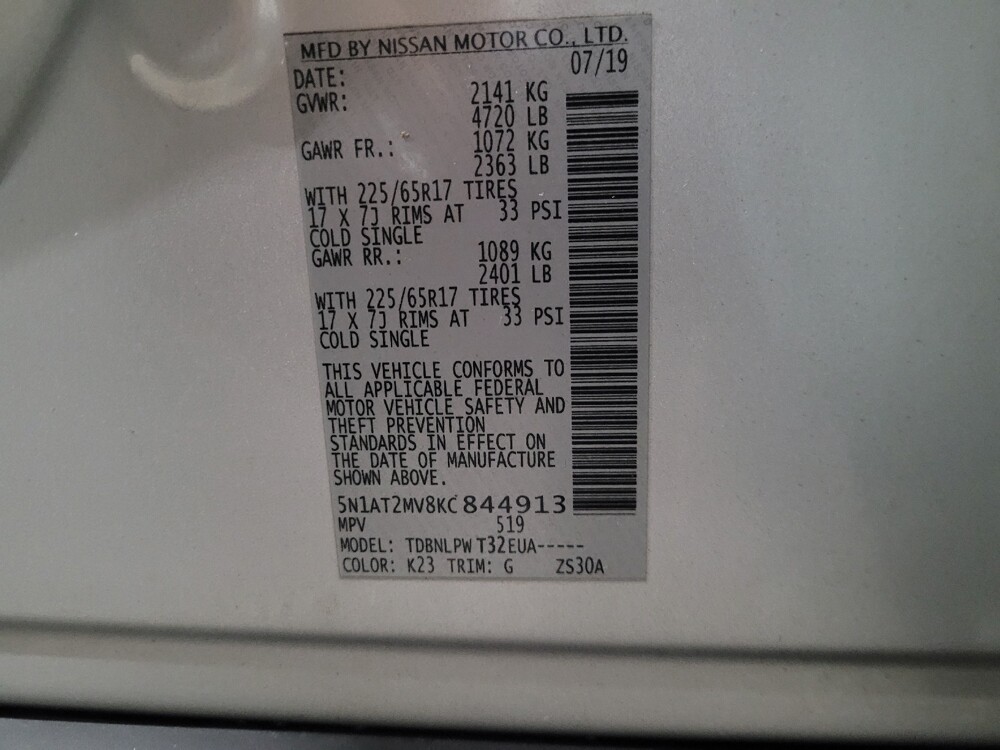 MFD BY NISSAN MOTOR CO., LTD.
DATE: 07/19
GVWR: 2141 KG
4720 LB
GAWR FR.: 1072 KG
2363 LB
WITH 225/65R17 TIRES
17 X 7J RIMS AT 33 PSI
COLD SINGLE
GAWR RR.: 1089 KG
2401 LB
WITH 225/65R17 TIRES
17 X 7J RIMS AT 33 PSI
COLD SINGLE
THIS VEHICLE CONFORMS TO
ALL APPLICABLE FEDERAL
MOTOR VEHICLE SAFETY AND
THEFT PREVENTION
STANDARDS IN EFFECT ON
THE DATE OF MANUFACTURE
SHOWN ABOVE.
5N1AT2MV8KC844913
MPV 519
MODEL: TDBNLPW T32EUA-----
COLOR: K23 TRIM: G ZS30A